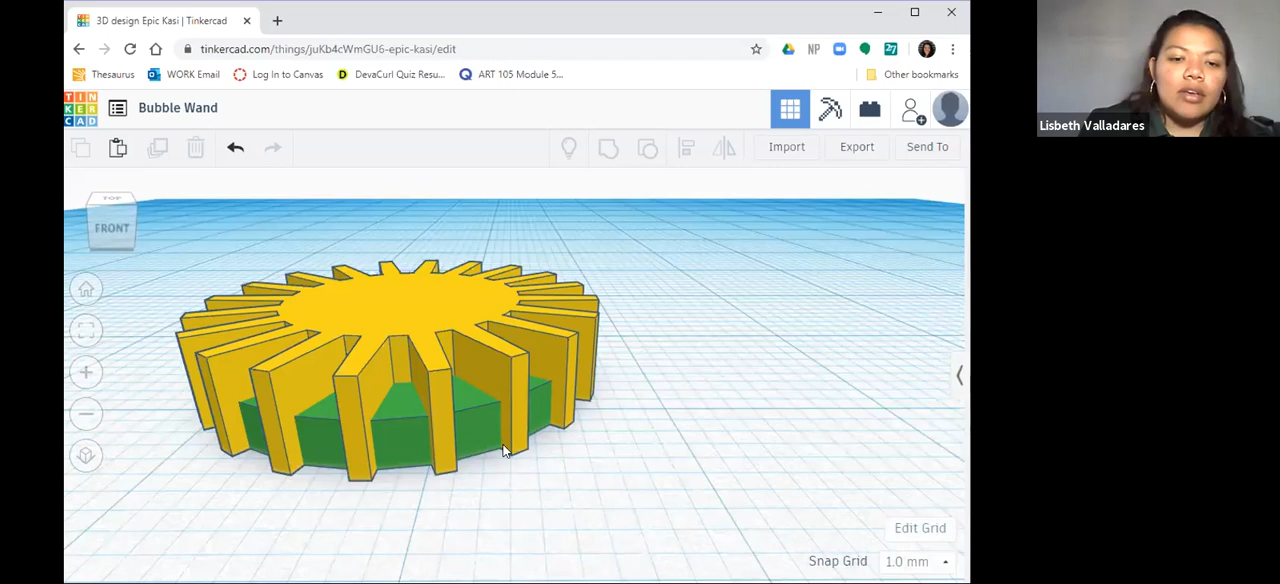 3D design Epic Kasi | Tinkercad
tinkercad.com/things/juKb4cWmGU6-epic-kasi/edit
NP
27
Thesaurus
WORK Email
Log In to Canvas
D
DevaCurl Quiz Resu...
Q
ART 105 Module 5...
Other bookmarks
TIN
KER
CAD
Bubble Wand
Import
Export
Send To
TOP
FRONT
Edit Grid
Snap Grid
1.0 mm
Lisbeth Valladares